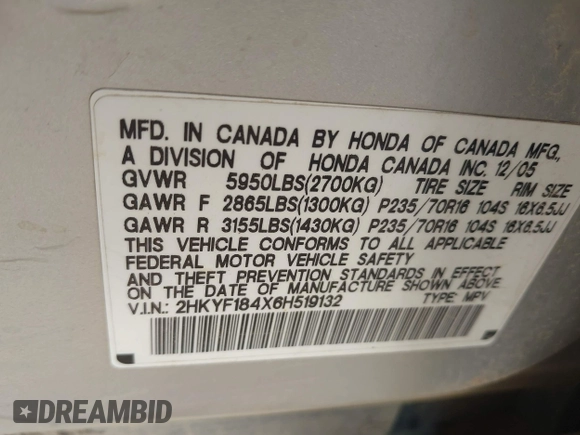 MFD. IN CANADA BY HONDA OF CANADA MFG.,
A DIVISION OF HONDA CANADA INC. 12/05
GVWR 5950LBS(2700KG) TIRE SIZE RIM SIZE
GAWR F 2865LBS(1300KG) P235/70R16 104S 16X6.5JJ
GAWR R 3155LBS(1430KG) P235/70R16 104S 16X6.5JJ
THIS VEHICLE CONFORMS TO ALL APPLICABLE
FEDERAL MOTOR VEHICLE SAFETY
AND THEFT PREVENTION STANDARDS IN EFFECT
ON THE DATE OF MANUFACTURE SHOWN ABOVE.
V.I.N.: 2HKYF184X6H519132 TYPE MPV
DREAMBID